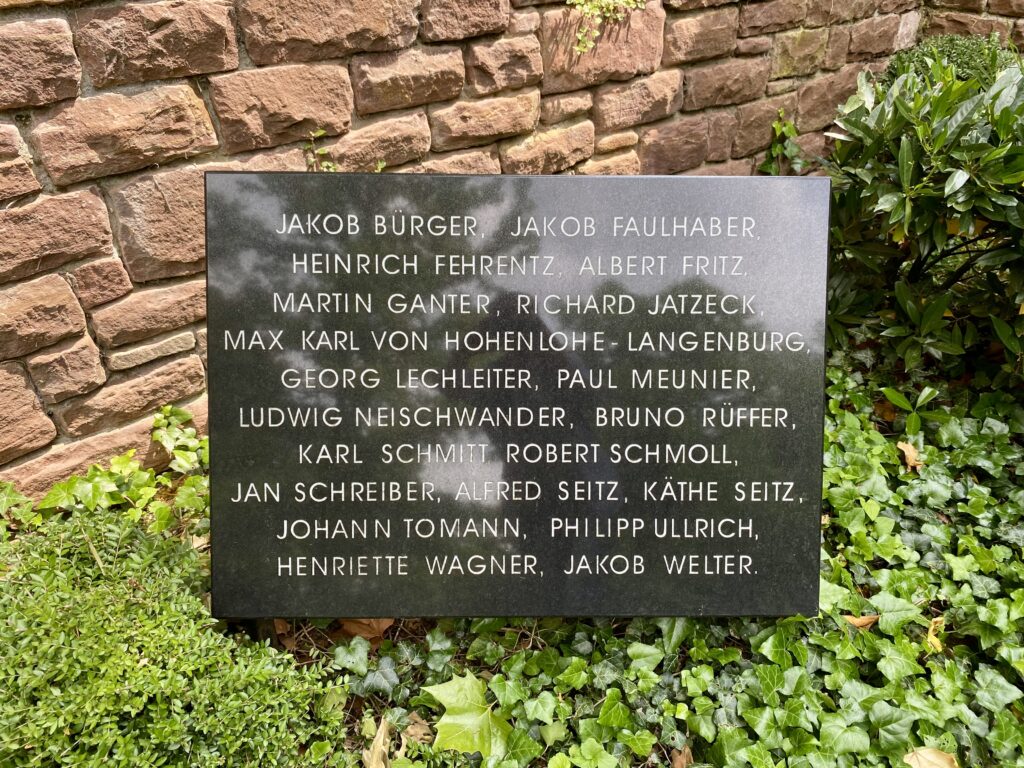 JAKOB BÜRGER, JAKOB FAULHABER,
HEINRICH FEHRENTZ, ALBERT FRITZ,
MARTIN GANTER, RICHARD JATZECK,
MAX KARL VON HOHENLOHE-LANGENBURG,
GEORG LECHLEITER, PAUL MEUNIER,
LUDWIG NEISCHWANDER, BRUNO RÜFFER,
KARL SCHMITT, ROBERT SCHMOLL,
JAN SCHREIBER, ALFRED SEITZ, KÄTHE SEITZ,
JOHANN TOMANN, PHILIPP ULLRICH,
HENRIETTE WAGNER, JAKOB WELTER.